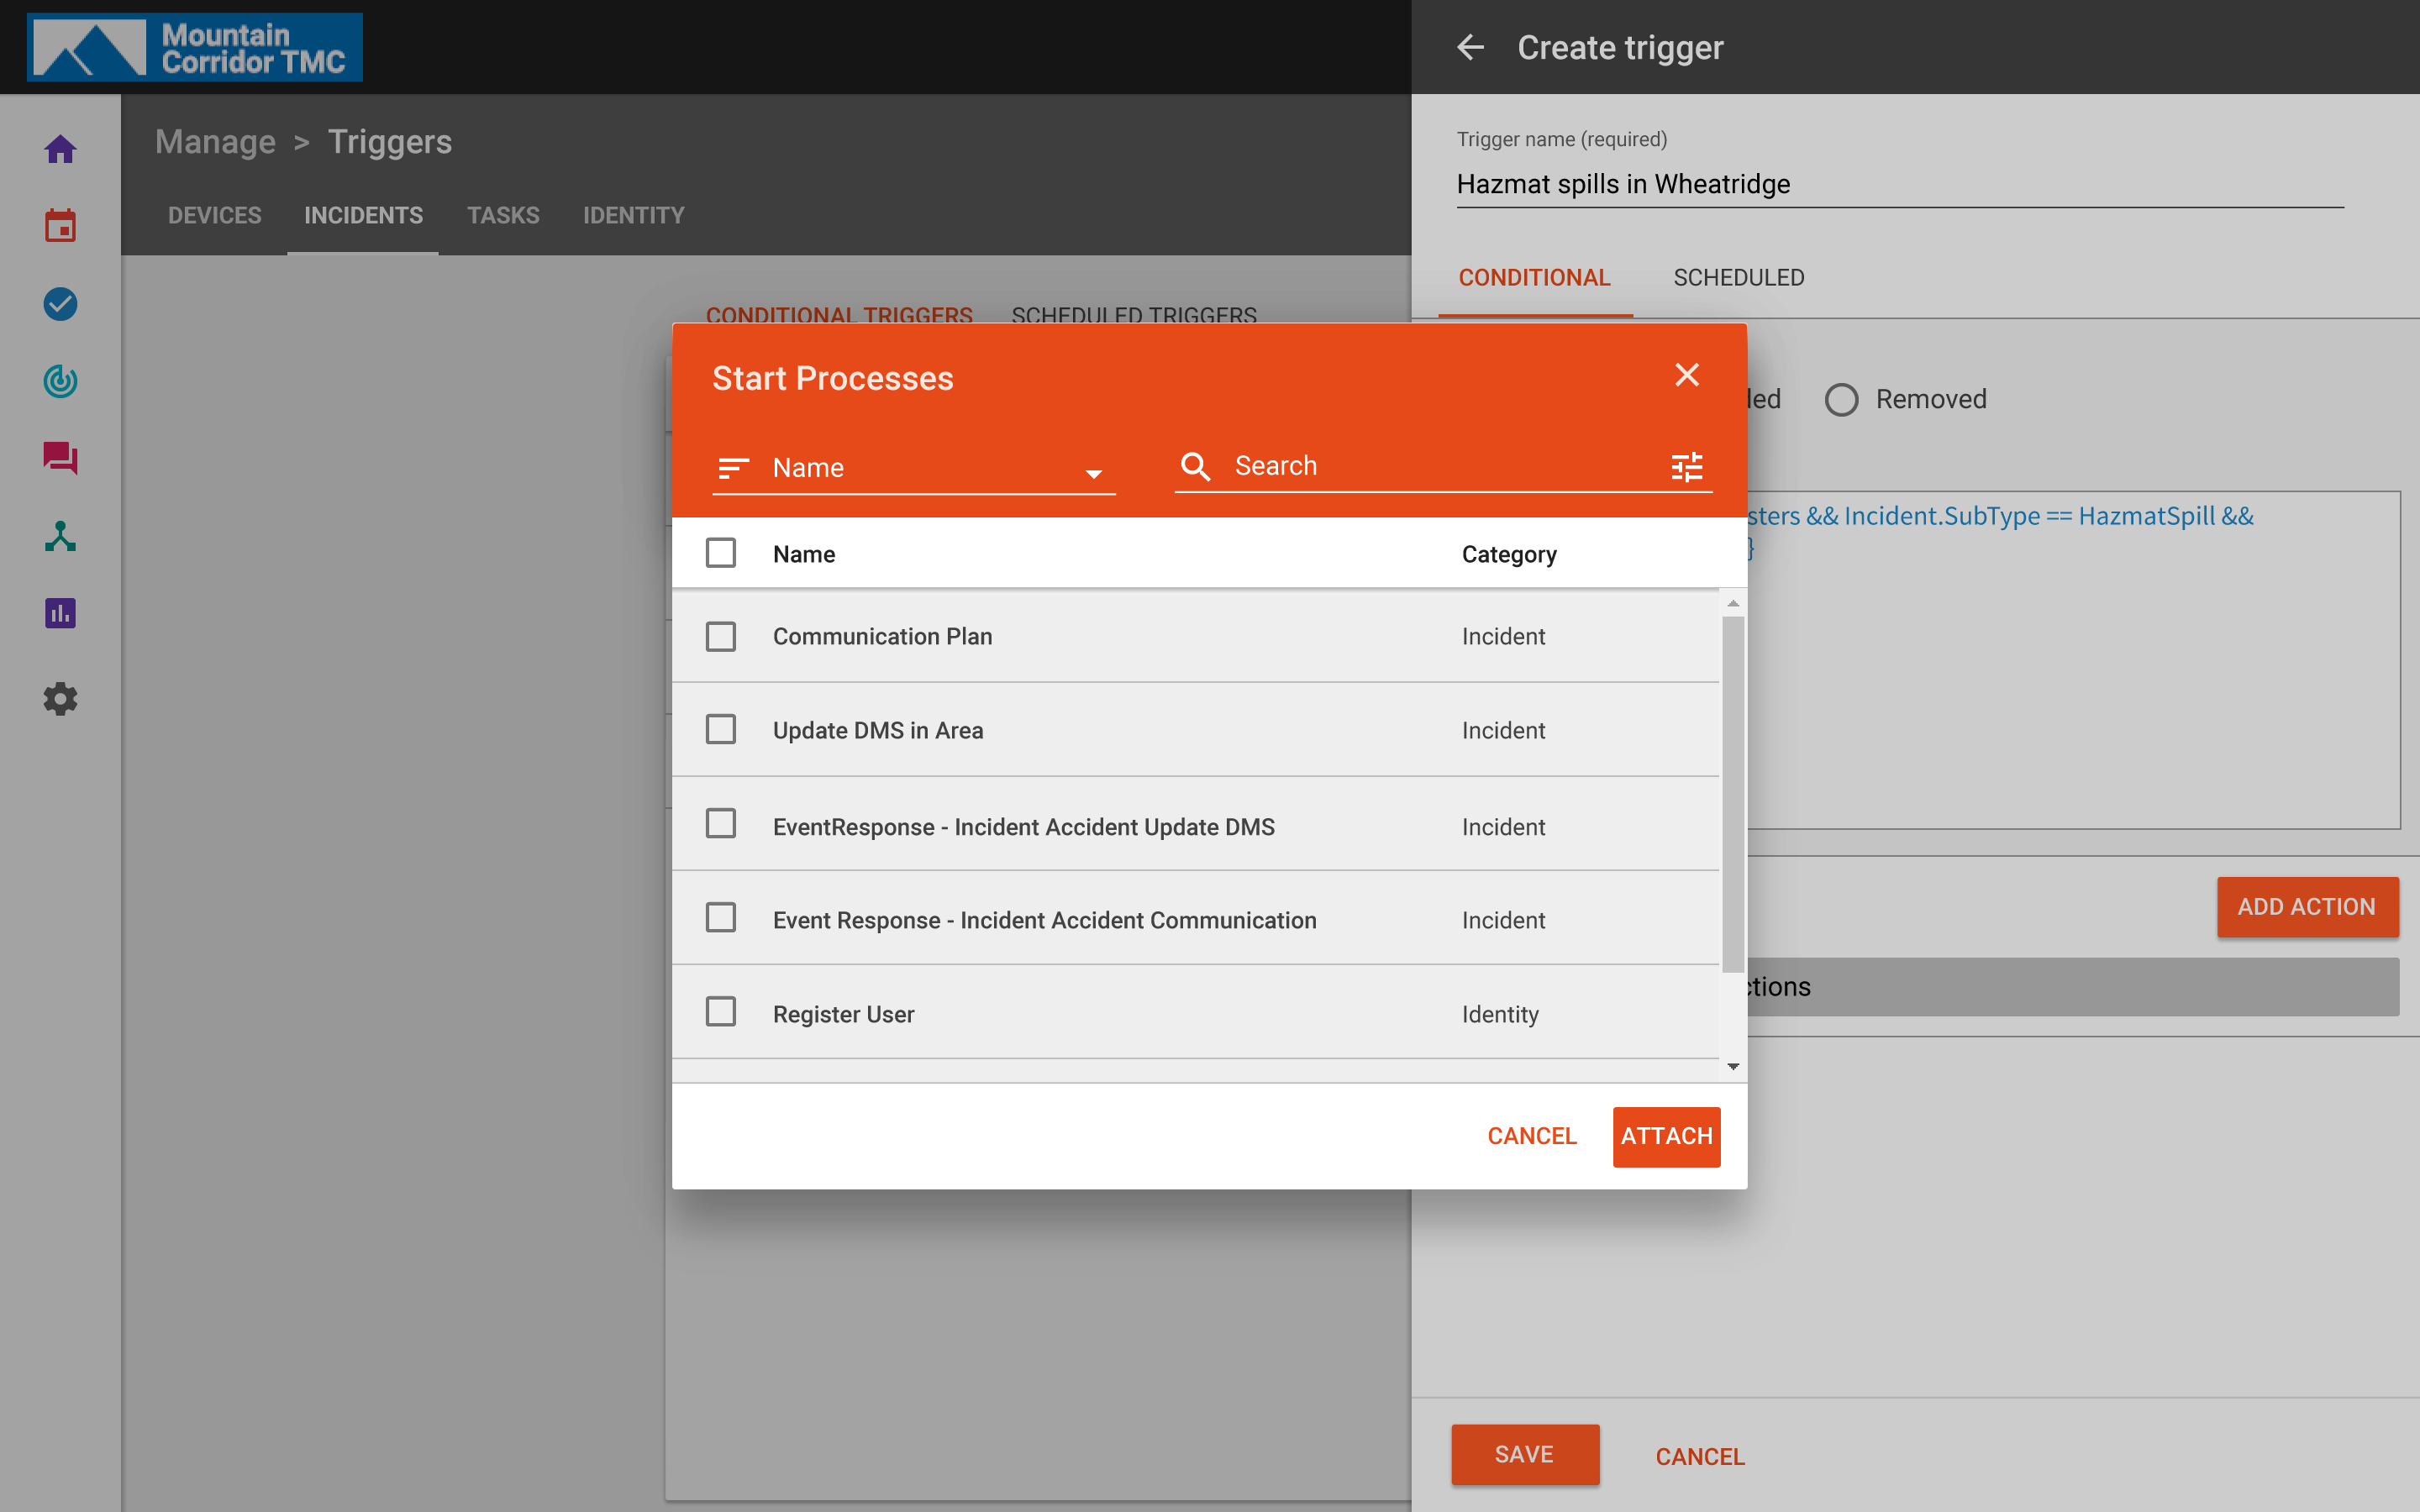 Mountain
Corridor TMC
Create trigger
Manage > Triggers
DEVICES INCIDENTS TASKS IDENTITY
Trigger name (required)
Hazmat spills in Wheatridge
CONDITIONAL SCHEDULED
CONDITIONAL TRIGGERS SCHEDULED TRIGGERS
Start Processes
Removed
Name
Search
&& Incident.SubType == HazmatSpill &&
}
Name Category
Communication Plan Incident
Update DMS in Area Incident
EventResponse - Incident Accident Update DMS Incident
Event Response - Incident Accident Communication Incident
Register User Identity
ADD ACTION
CANCEL ATTACH
SAVE CANCEL